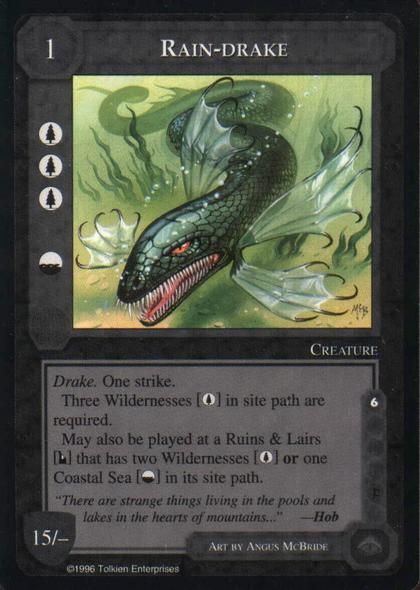 1
RAIN-DRAKE
McB
CREATURE
Drake. One strike.
Three Wildernesses [ ] in site path are
required.
May also be played at a Ruins & Lairs
[ ] that has two Wildernesses [ ] or one
Coastal Sea [ ] in its site path.
"There are strange things living in the pools and
lakes in the hearts of mountains..." —Hob
6
15/–
ART BY ANGUS MCBRIDE
©1996 Tolkien Enterprises